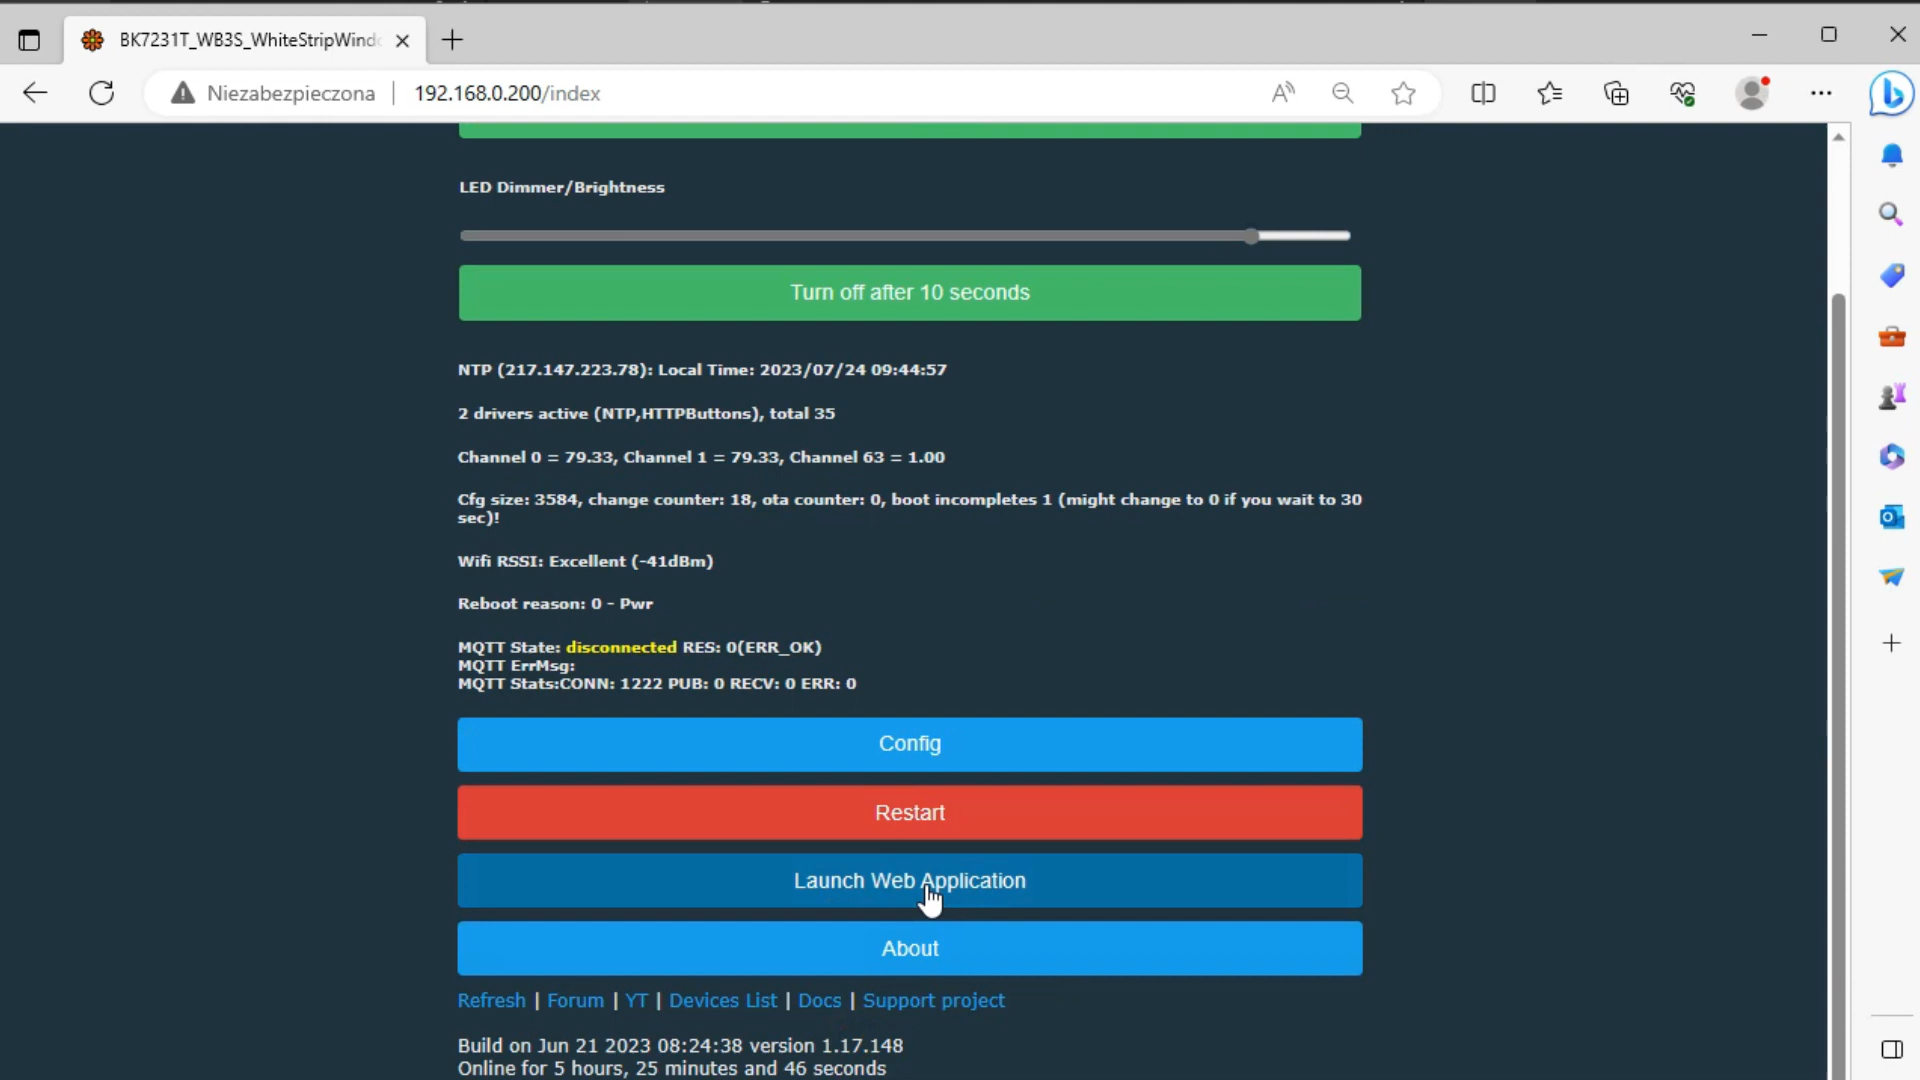 BK7231T_WB3S_WhiteStripWind
Niezabezpieczona
192.168.0.200/index
LED Dimmer/Brightness
Turn off after 10 seconds
NTP (217.147.223.78): Local Time: 2023/07/24 09:44:57
2 drivers active (NTP,HTTPButtons), total 35
Channel 0 = 79.33, Channel 1 = 79.33, Channel 63 = 1.00
Cfg size: 3584, change counter: 18, ota counter: 0, boot incompletes 1 (might change to 0 if you wait to 30
sec)!
Wifi RSSI: Excellent (-41dBm)
Reboot reason: 0 - Pwr
MQTT State: disconnected RES: 0(ERR_OK)
MQTT ErrMsg:
MQTT Stats:CONN: 1222 PUB: 0 RECV: 0 ERR: 0
Config
Restart
Launch Web Application
About
Refresh | Forum | YT | Devices List | Docs | Support project
Build on Jun 21 2023 08:24:38 version 1.17.148
Online for 5 hours, 25 minutes and 46 seconds